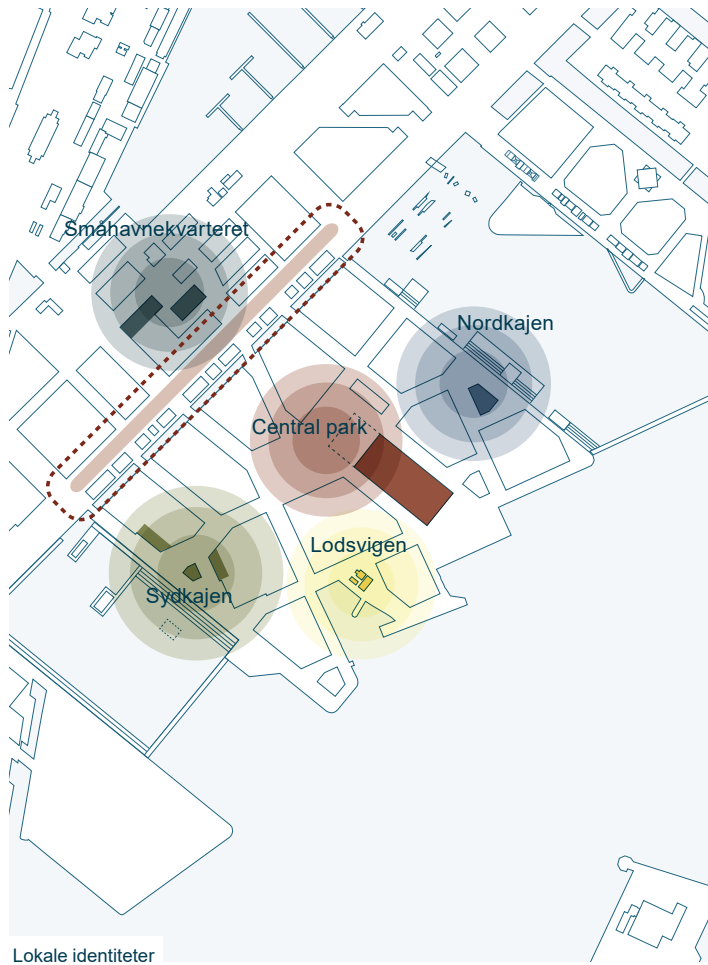 Småhavnekvarteret
Nordkajen
Central park
Lodsvigen
Sydkajen
Lokale identiteter